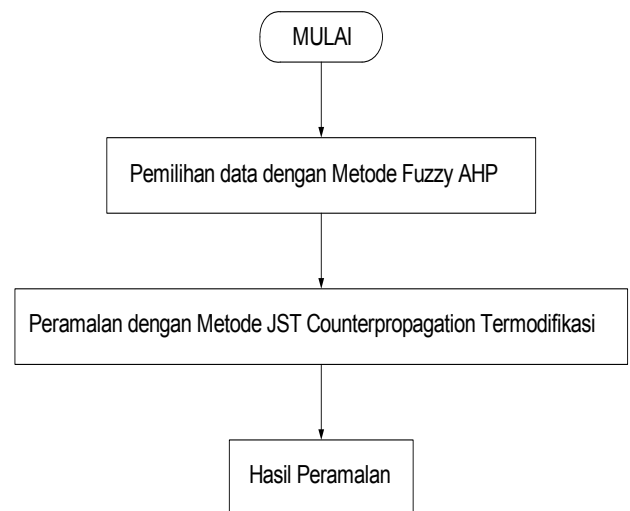 MULAI
Pemilihan data dengan Metode Fuzzy AHP
Peramalan dengan Metode JST Counterpropagation Termodifikasi
Hasil Peramalan